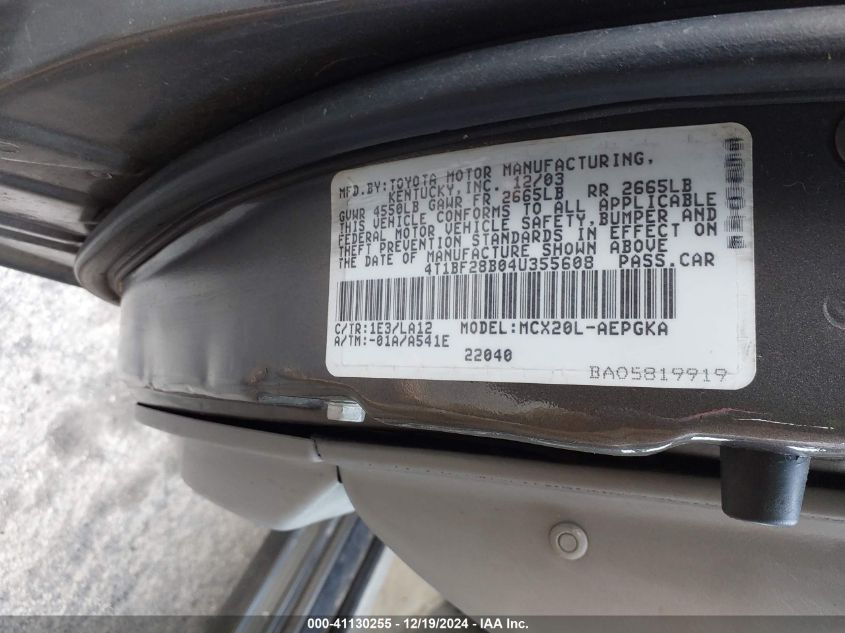 MFD.BY:TOYOTA MOTOR MANUFACTURING,
KENTUCKY,INC. 12/03
GVWR 4550LB GAWR FR 2665LB RR 2665LB
THIS VEHICLE CONFORMS TO ALL APPLICABLE
FEDERAL MOTOR VEHICLE SAFETY,BUMPER AND
THEFT PREVENTION STANDARDS IN EFFECT ON
THE DATE OF MANUFACTURE SHOWN ABOVE
4T1BF28B04U355608 PASS.CAR
C/TR:1E3/LA12 MODEL:MCX20L-AEPGKA
A/TM:-01A/A541E
22040
BA05819919
000-41130255 - 12/19/2024 - IAA Inc.